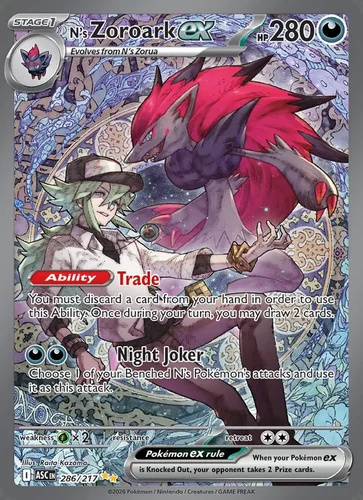 STAGE 1
N's Zoroark ex
HP 280
Evolves from N's Zorua
Ability Trade
You must discard a card from your hand in order to use
this Ability. Once during your turn, you may draw 2 cards.
Night Joker
Choose 1 of your Benched N's Pokémon's attacks and use
it as this attack.
weakness ×2 resistance retreat
Illus. Raita Kazama
Pokémon ex rule
When your Pokémon ex
is Knocked Out, your opponent takes 2 Prize cards.
I ASC EN 286/217
©2026 Pokémon / Nintendo / Creatures / GAME FREAK